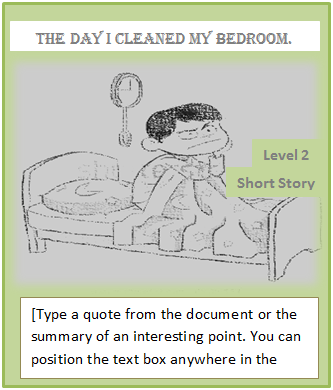 THE DAY I CLEANED MY BEDROOM.
Level 2
Short Story
[Type a quote from the document or the
summary of an interesting point. You can
position the text box anywhere in the